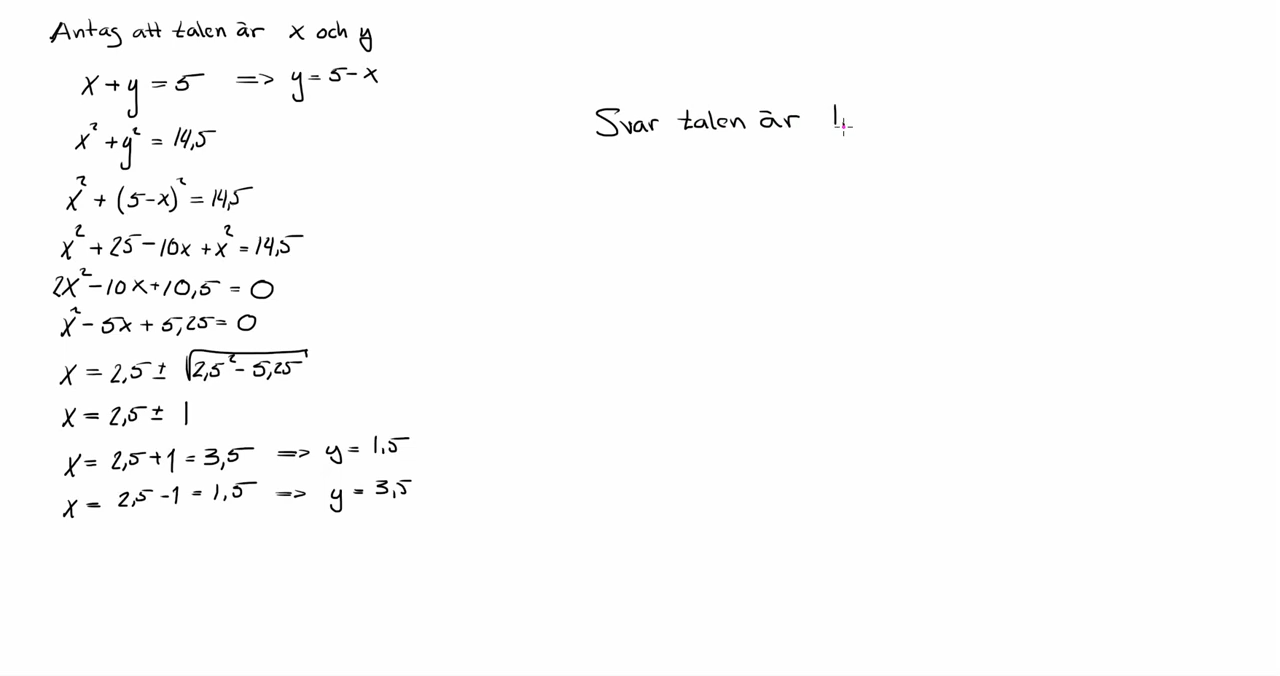 Antag att talen är x och y
x + y = 5 => y = 5 - x
x² + y² = 14,5
x² + (5-x)² = 14,5
x² + 25 - 10x + x² = 14,5
2x² - 10x + 10,5 = 0
x² - 5x + 5,25 = 0
x = 2,5 ± √(2,5² - 5,25)
x = 2,5 ± 1
x = 2,5 + 1 = 3,5 => y = 1,5
x = 2,5 - 1 = 1,5 => y = 3,5
Svar talen är 1,